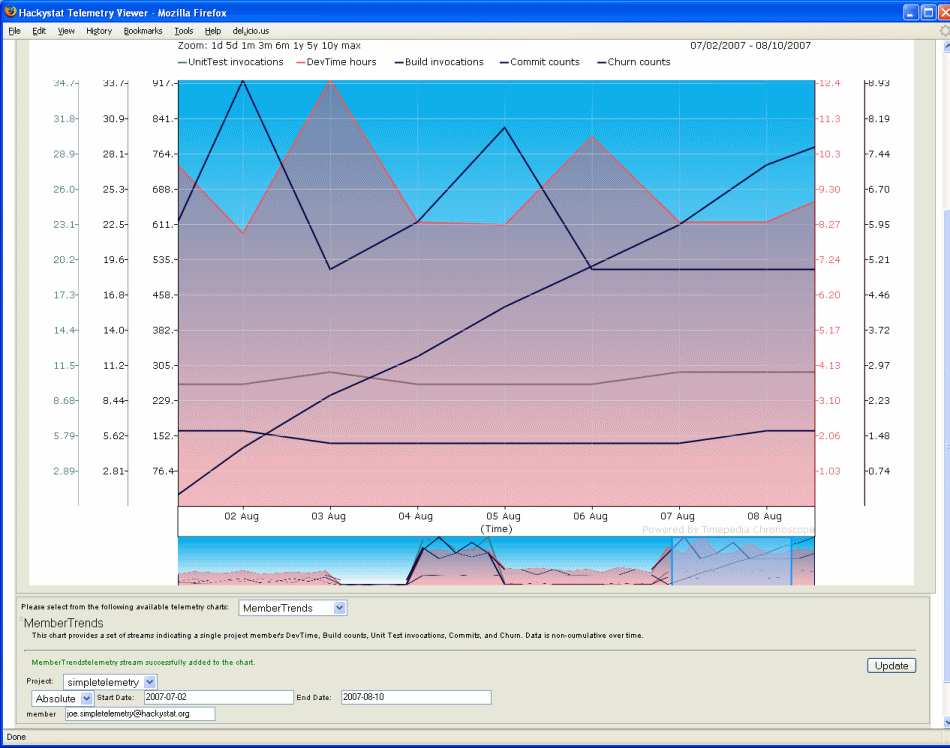 Hackystat Telemetry Viewer - Mozilla Firefox
File Edit View History Bookmarks Tools Help del.icio.us
Zoom: 1d 5d 1m 3m 6m 1y 5y 10y max 07/02/2007 - 08/10/2007
UnitTest invocations DevTime hours Build invocations Commit counts Churn counts
34.7 33.7 917. 12.4 8.93
31.8 30.9 841. 11.3 8.19
28.9 28.1 764. 10.3 7.44
26.0 25.3 688. 9.30 6.70
23.1 22.5 611. 8.27 5.95
20.2 19.6 535. 7.24 5.21
17.3 16.8 458. 6.20 4.46
14.4 14.0 382. 5.17 3.72
11.5 11.2 305. 4.13 2.97
8.68 8.44 229. 3.10 2.23
5.79 5.62 152. 2.06 1.48
2.89 2.81 76.4 1.03 0.74
02 Aug 03 Aug 04 Aug 05 Aug 06 Aug 07 Aug 08 Aug
(Time)
Powered by Timepedia Chronoscope
Please select from the following available telemetry charts: MemberTrends
MemberTrends
This chart provides a set of streams indicating a single project member's DevTime, Build counts, Unit Test invocations, Commits, and Churn. Data is non-cumulative over time.
MemberTrendstelemetry stream successfully added to the chart.
Update
Project: simpletelemetry
Absolute Start Date: 2007-07-02 End Date: 2007-08-10
member joe.simpletelemetry@hackystat.org
Done